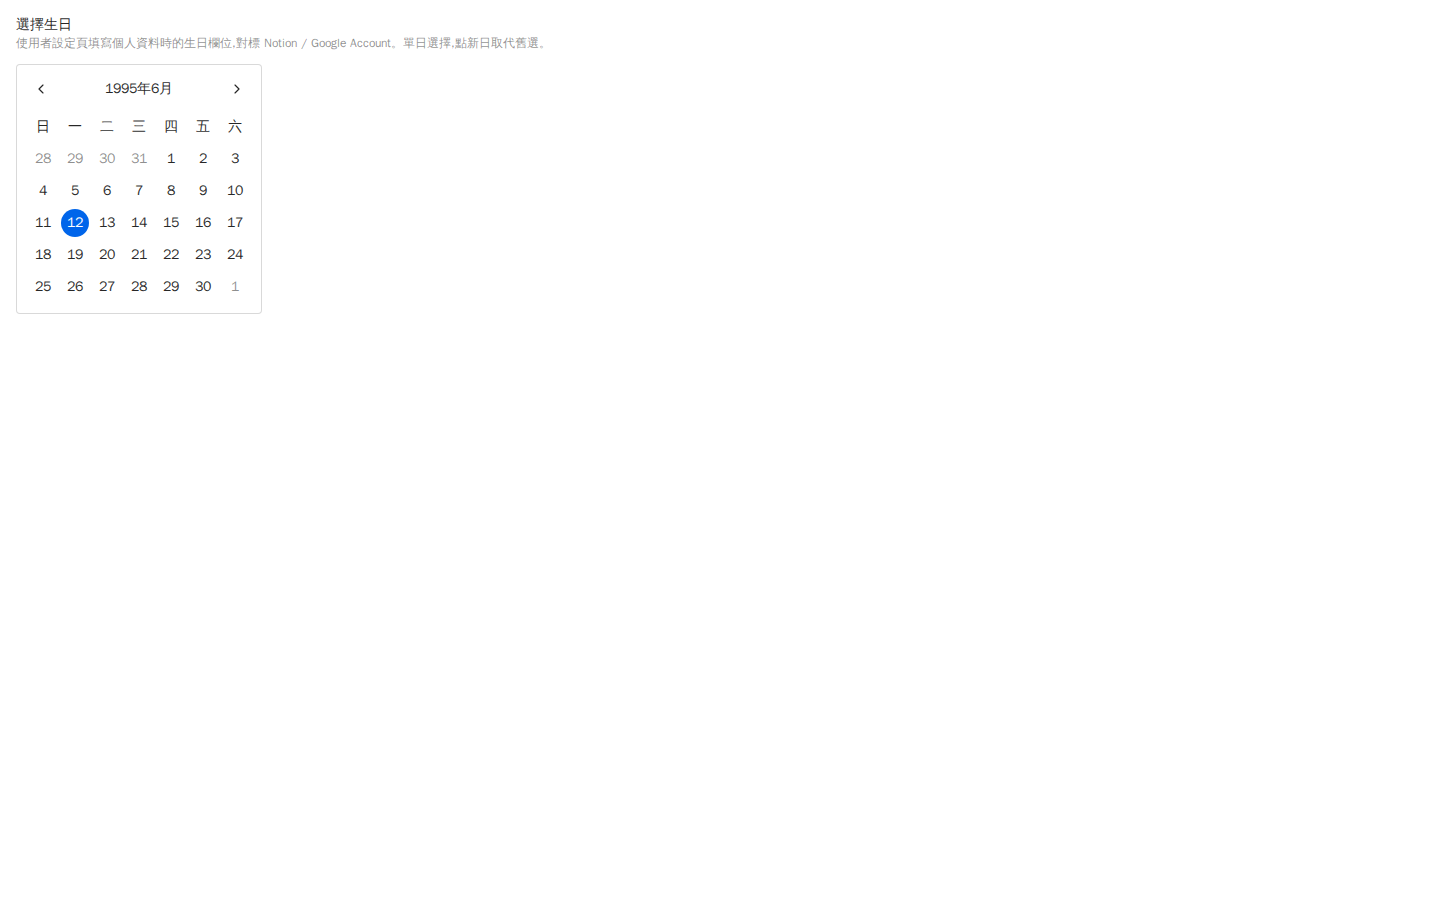 選擇生日
使用者設定頁填寫個人資料時的生日欄位,對標 Notion / Google Account。單日選擇,點新日取代舊選。
1995年6月
日 一 二 三 四 五 六
28 29 30 31 1 2 3
4 5 6 7 8 9 10
11 12 13 14 15 16 17
18 19 20 21 22 23 24
25 26 27 28 29 30 1